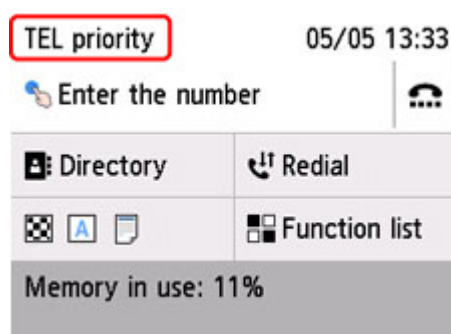 TEL priority 05/05 13:33
Enter the number
Directory Redial
A Function list
Memory in use: 11%